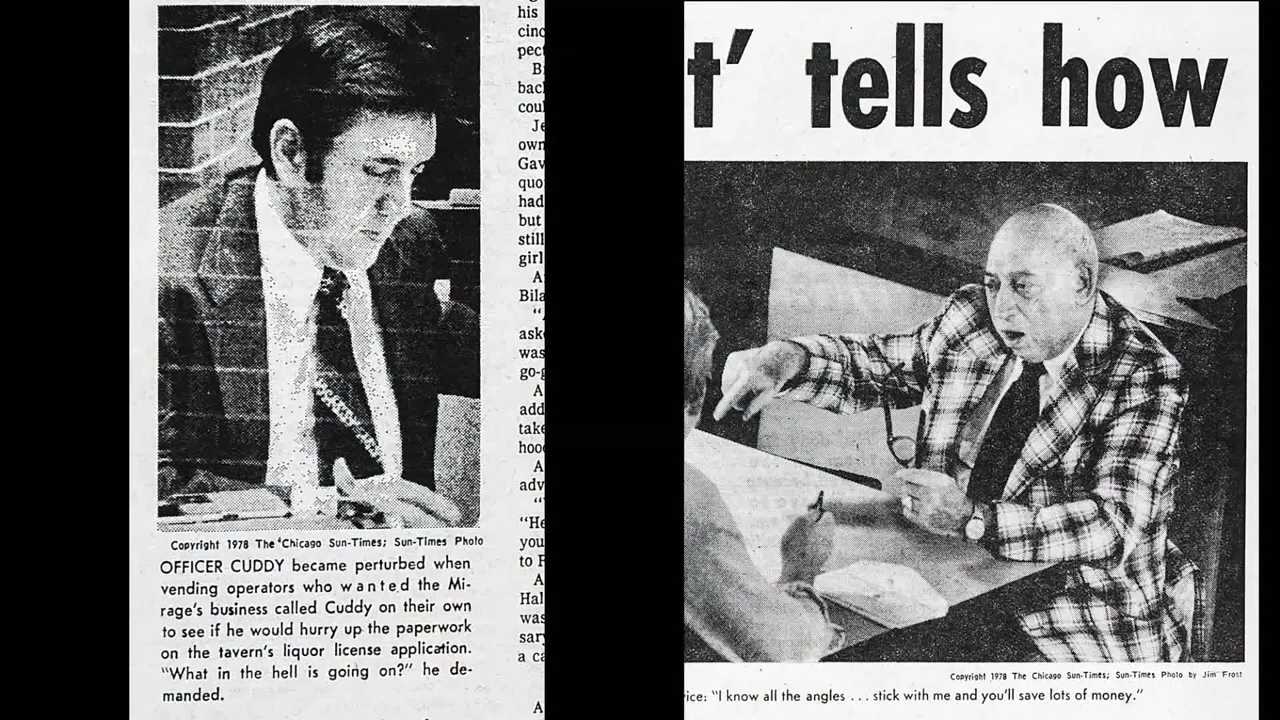 his
cinc
pect
B
back
coul
Je
own
Gav
quo
had
but
still
girl
A
Bila
“
ask
was
go-g
A
add
take
hood
A
adv
“
“He
you
to F
A
Hal
was
sary
a ca
A
Copyright 1978 The Chicago Sun-Times; Sun-Times Photo
OFFICER CUDDY became perturbed when
vending operators who wanted the Mi-
rage's business called Cuddy on their own
to see if he would hurry up the paperwork
on the tavern's liquor license application.
"What in the hell is going on?" he de-
manded.
t’ tells how
Copyright 1978 The Chicago Sun-Times; Sun-Times Photo by Jim Frost
ice: "I know all the angles . . . stick with me and you'll save lots of money."